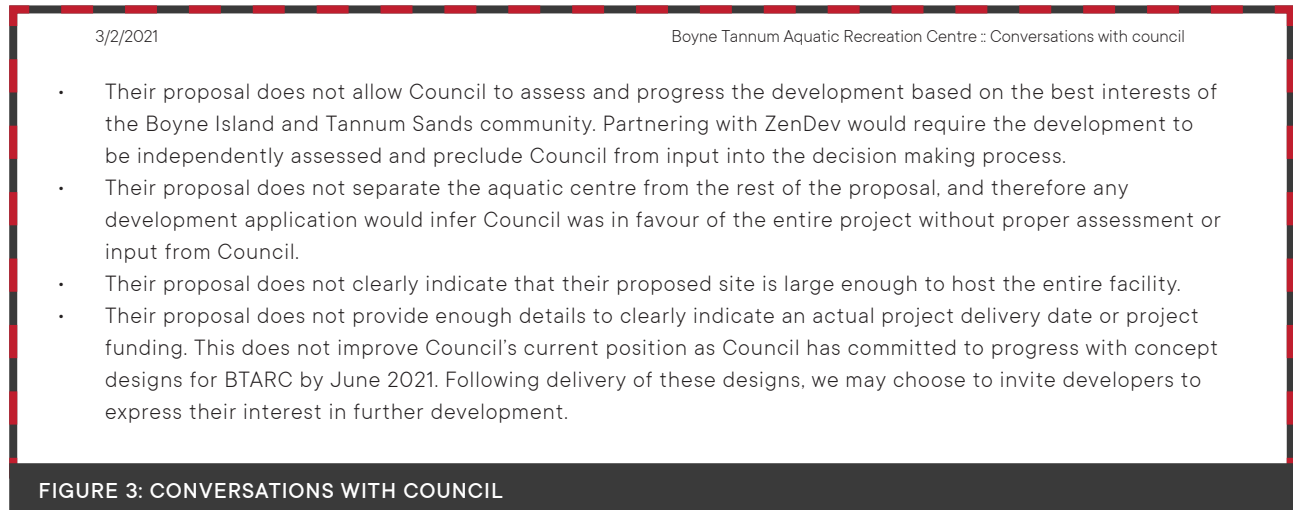 3/2/2021 Boyne Tannum Aquatic Recreation Centre :: Conversations with council
• Their proposal does not allow Council to assess and progress the development based on the best interests of
the Boyne Island and Tannum Sands community. Partnering with ZenDev would require the development to
be independently assessed and preclude Council from input into the decision making process.
• Their proposal does not separate the aquatic centre from the rest of the proposal, and therefore any
development application would infer Council was in favour of the entire project without proper assessment or
input from Council.
• Their proposal does not clearly indicate that their proposed site is large enough to host the entire facility.
• Their proposal does not provide enough details to clearly indicate an actual project delivery date or project
funding. This does not improve Council's current position as Council has committed to progress with concept
designs for BTARC by June 2021. Following delivery of these designs, we may choose to invite developers to
express their interest in further development.
FIGURE 3: CONVERSATIONS WITH COUNCIL